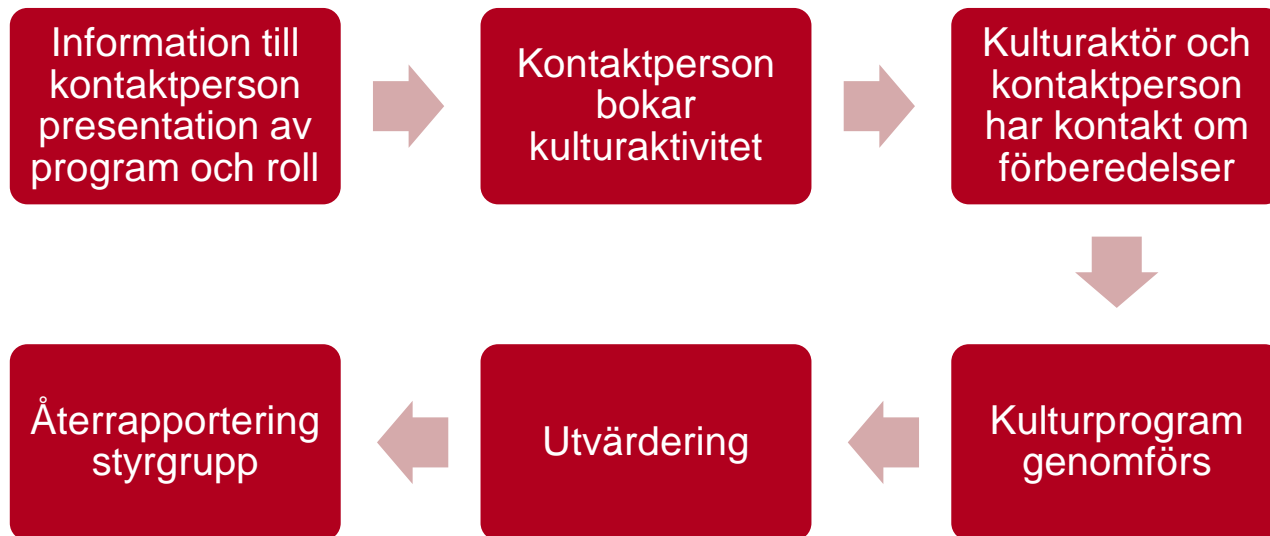 Information till
kontaktperson
presentation av
program och roll
Kontaktperson
bokar
kulturaktivitet
Kulturaktör och
kontaktperson
har kontakt om
förberedelser
Kulturprogram
genomförs
Utvärdering
Återrapportering
styrgrupp